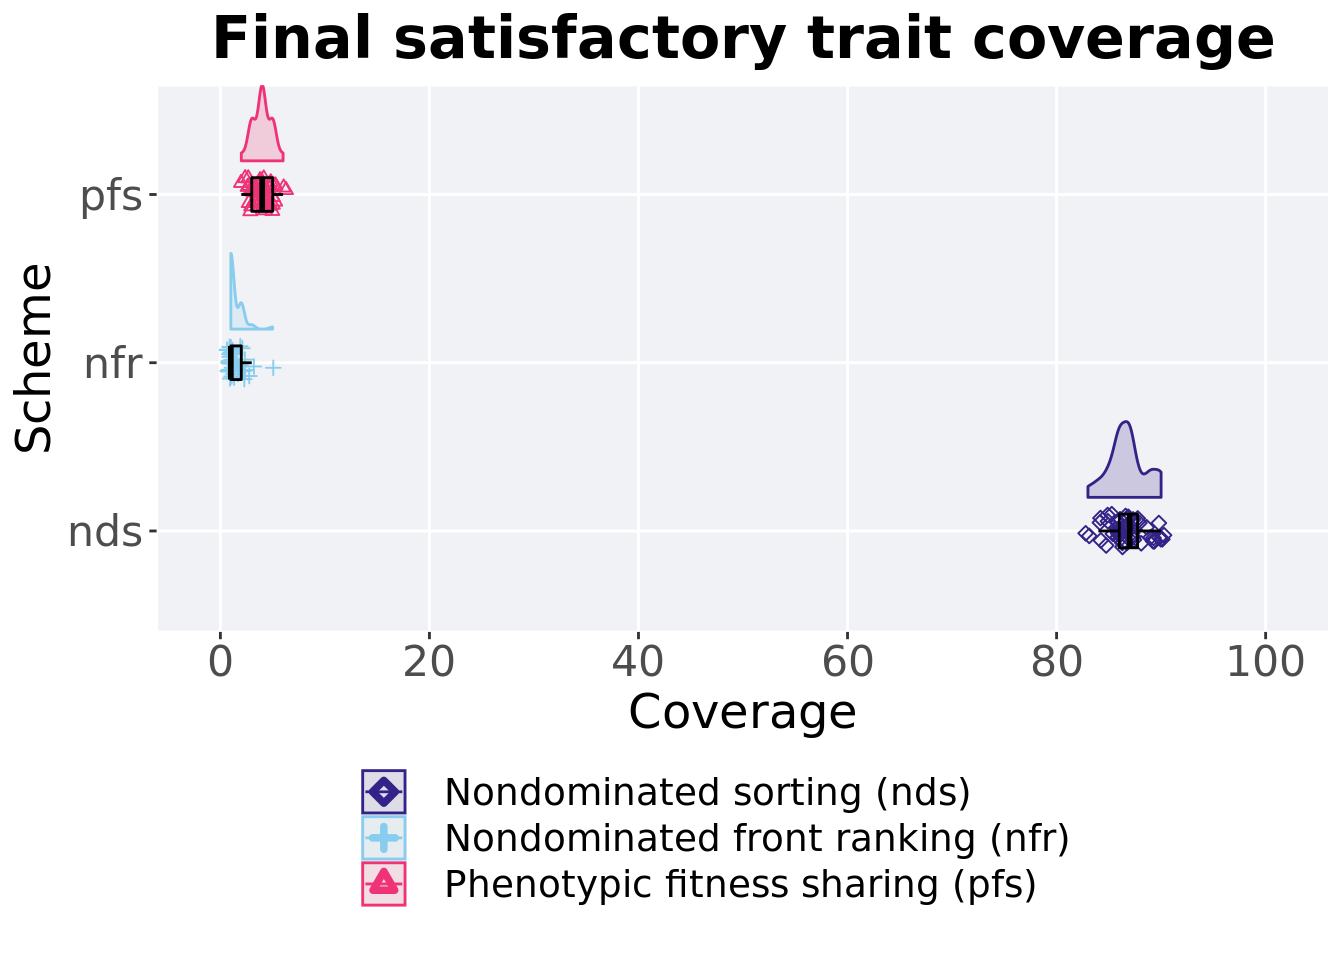 Final satisfactory trait coverage
Scheme
pfs
nfr
nds
0 20 40 60 80 100
Coverage
Nondominated sorting (nds)
Nondominated front ranking (nfr)
Phenotypic fitness sharing (pfs)